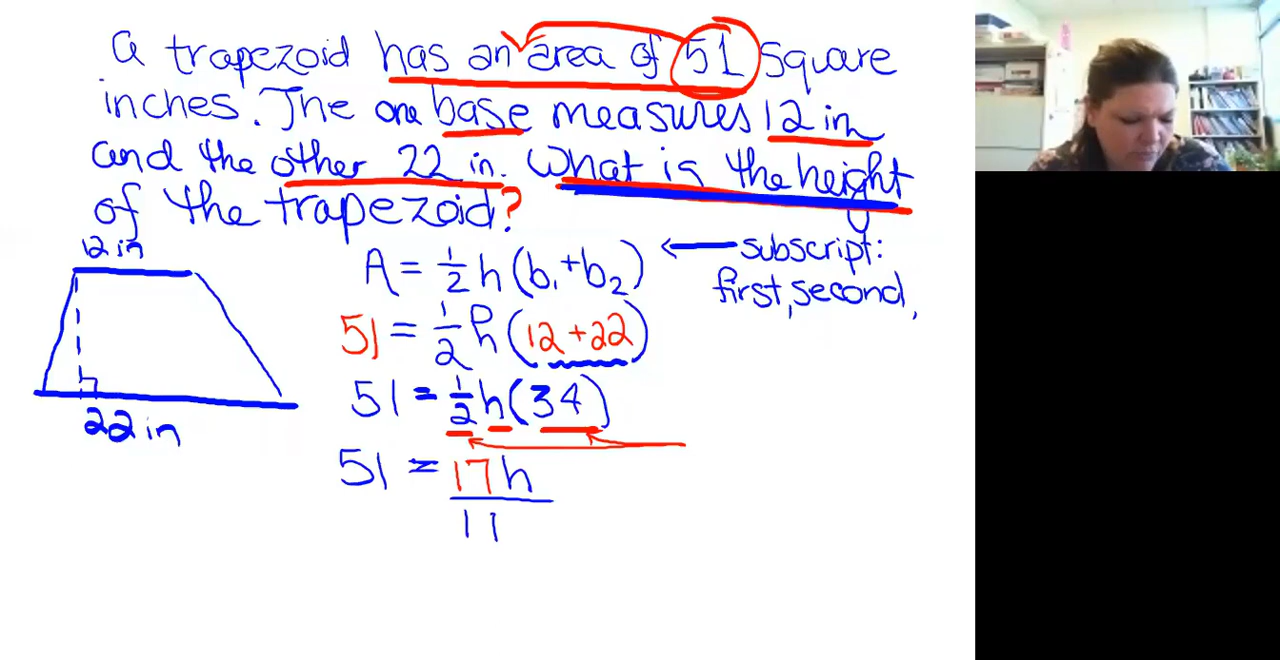 a trapezoid has an area of 51 square
inches. The one base measures 12 in
and the other 22 in. What is the height
of the trapezoid?
12 in
22 in
A = 1/2 h (b₁ + b₂)
51 = 1/2 h (12 + 22)
51 = 1/2 h (34)
51 = 17h
11
subscript:
first, second,